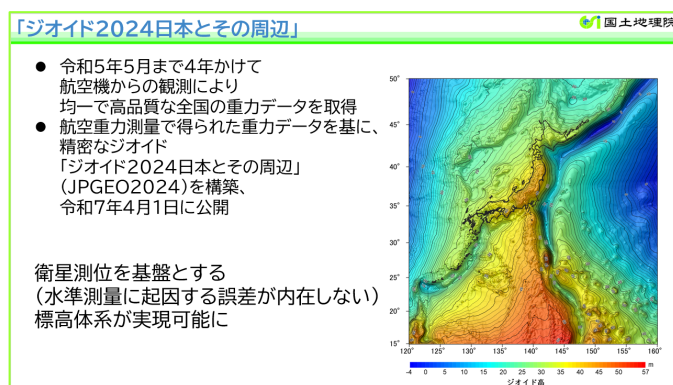 「ジオイド2024日本とその周辺」
国土地理院
● 令和5年5月まで4年かけて
航空機からの観測により
均一で高品質な全国の重力データを取得
● 航空重力測量で得られた重力データを基に、
精密なジオイド
「ジオイド2024日本とその周辺」
(JPGEO2024)を構築、
令和7年4月1日に公開
衛星測位を基盤とする
(水準測量に起因する誤差が内在しない)
標高体系が実現可能に
50°
45°
40°
35°
30°
25°
20°
15°
120° 125° 130° 135° 140° 145° 150° 155° 160°
m
-4 0 5 10 15 20 25 30 35 40 45 50 57
ジオイド高